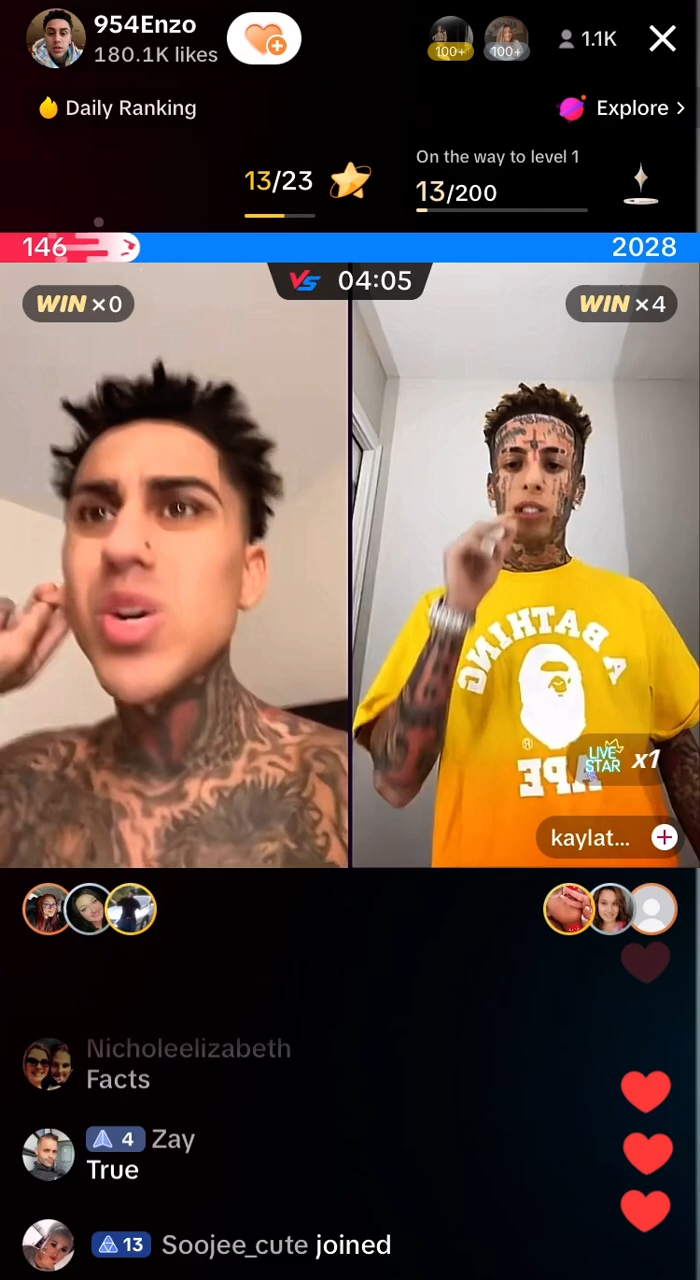 954Enzo
180.1K likes
100+
100+
1.1K
Daily Ranking
Explore >
13/23
On the way to level 1
13/200
146
2028
VS 04:05
WIN ×0
WIN ×4
A BATHING
APE
®
LIVE
STAR
x1
kaylat...
Nicholeelizabeth
Facts
4 Zay
True
13 Soojee_cute joined